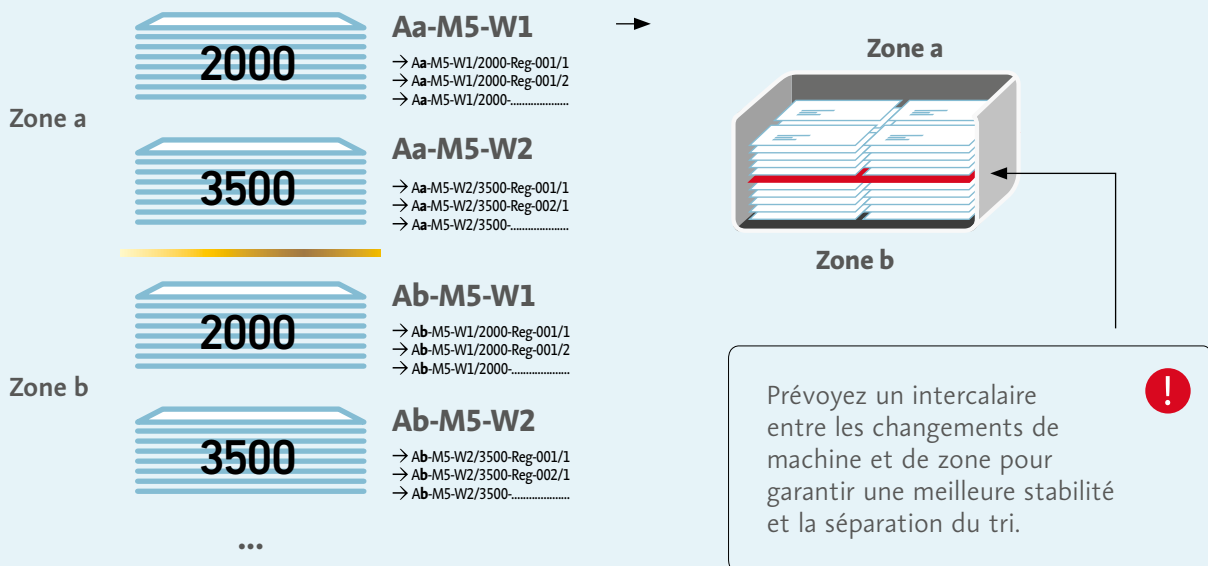 Zone a
2000
Aa-M5-W1
→ Aa-M5-W1/2000-Reg-001/1
→ Aa-M5-W1/2000-Reg-001/2
→ Aa-M5-W1/2000-....................
3500
Aa-M5-W2
→ Aa-M5-W2/3500-Reg-001/1
→ Aa-M5-W2/3500-Reg-002/1
→ Aa-M5-W2/3500-....................
Zone b
2000
Ab-M5-W1
→ Ab-M5-W1/2000-Reg-001/1
→ Ab-M5-W1/2000-Reg-001/2
→ Ab-M5-W1/2000-....................
3500
Ab-M5-W2
→ Ab-M5-W2/3500-Reg-001/1
→ Ab-M5-W2/3500-Reg-002/1
→ Ab-M5-W2/3500-....................
...
Zone a
Zone b
Prévoyez un intercalaire
entre les changements de
machine et de zone pour
garantir une meilleure stabilité
et la séparation du tri.
!